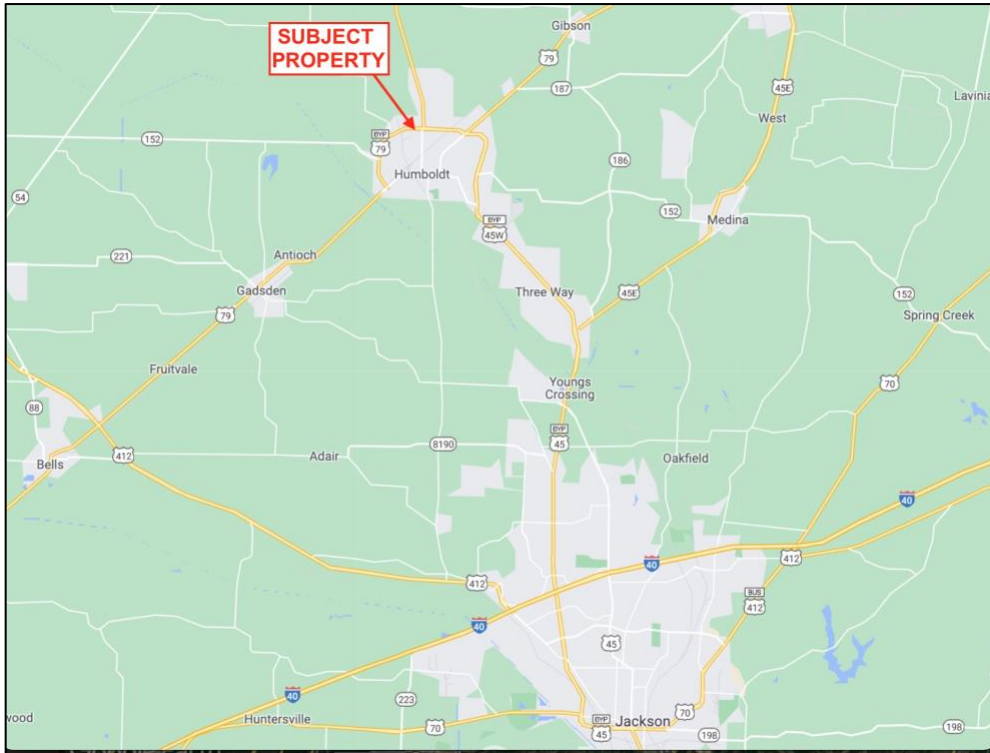 SUBJECT
PROPERTY
Gibson
79
187
45E
Lavinia
West
152
BYP
79
186
54
Humboldt
152
Medina
BYP
45W
221
Antioch
Gadsden
Three Way
45E
152
79
Spring Creek
Fruitvale
Youngs
Crossing
70
88
BYP
45
8190
412
Adair
Oakfield
Bells
40
40
412
412
BUS
412
40
45
40
223
wood
Huntersville
70
BYP
45
Jackson
70
198
198